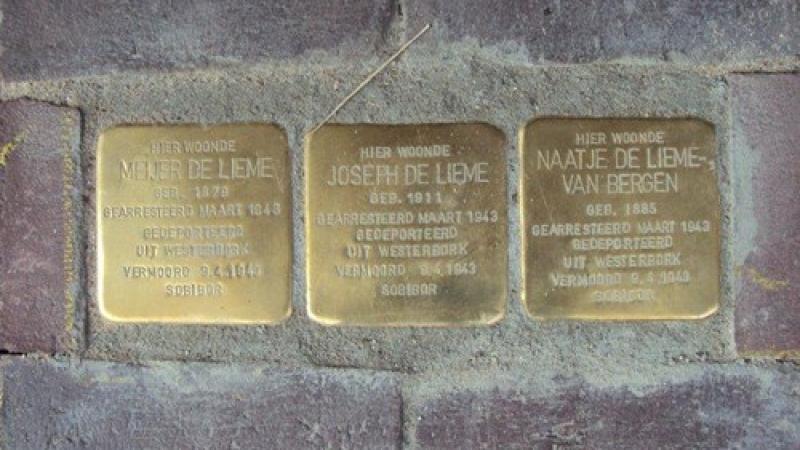 HIER WOONDE
MEIJER DE LIEME
GEB. 1879
GEARRESTEERD MAART 1943
GEDEPORTEERD
UIT WESTERBORK
VERMOORD 9.4.1943
SOBIBOR
HIER WOONDE
JOSEPH DE LIEME
GEB. 1911
GEARRESTEERD MAART 1943
GEDEPORTEERD
UIT WESTERBORK
VERMOORD 9.4.1943
SOBIBOR
HIER WOONDE
NAATJE DE LIEME-
VAN BERGEN
GEB. 1885
GEARRESTEERD MAART 1943
GEDEPORTEERD
UIT WESTERBORK
VERMOORD 9.4.1943
SOBIBOR